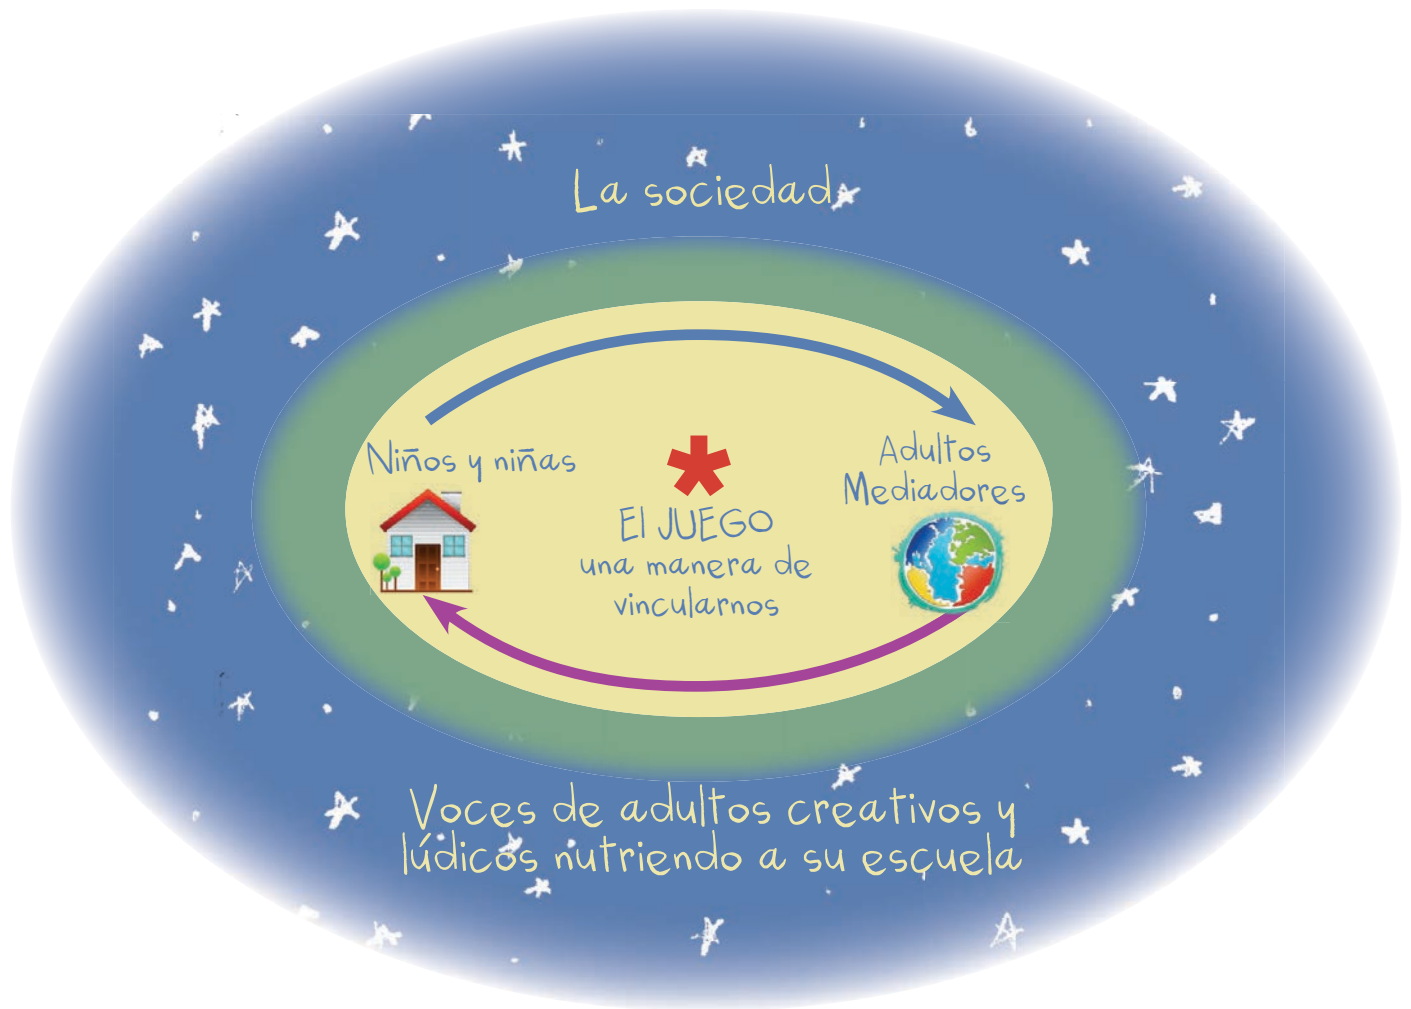 La sociedad
Niños y niñas
Adultos
Mediadores
El JUEGO
una manera de
vincularnos
Voces de adultos creativos y
lúdicos nutriendo a su escuela